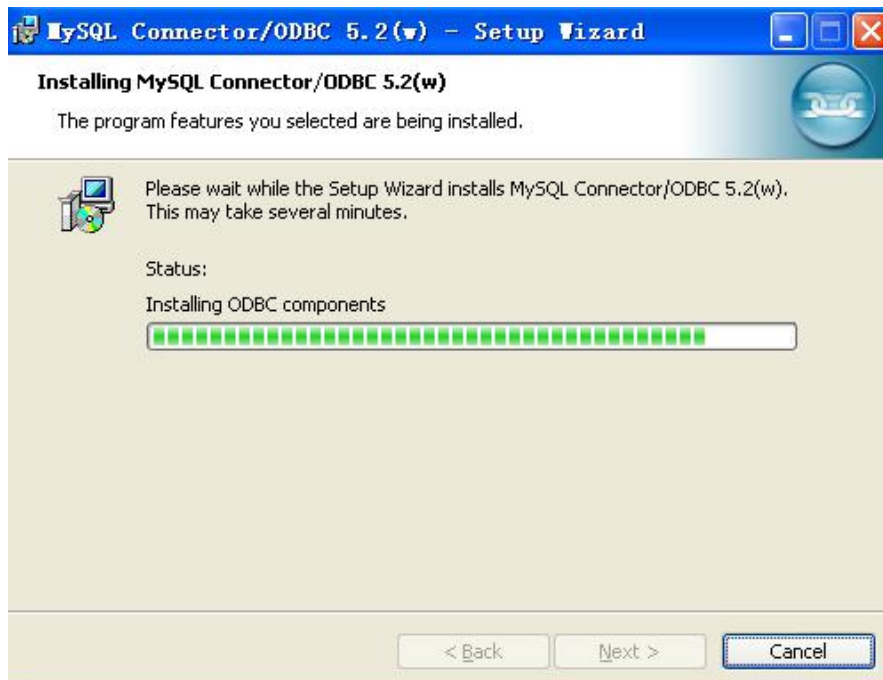 MySQL Connector/ODBC 5.2(w) - Setup Wizard
Installing MySQL Connector/ODBC 5.2(w)
The program features you selected are being installed.
Please wait while the Setup Wizard installs MySQL Connector/ODBC 5.2(w).
This may take several minutes.
Status:
Installing ODBC components
< Back
Next >
Cancel